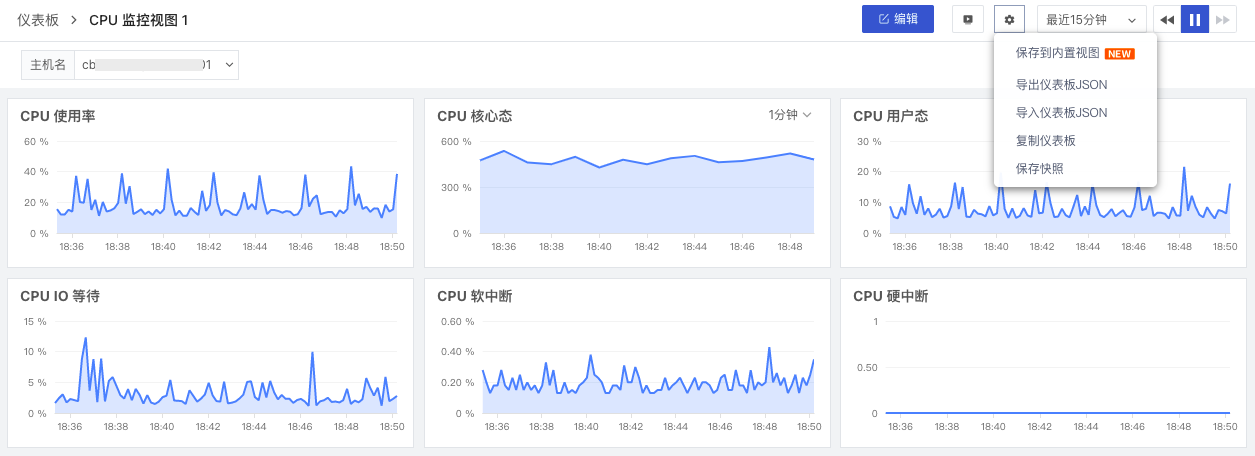 仪表板 > CPU 监控视图 1
编辑
最近15分钟
主机名 cb 01
保存到内置视图 NEW
导出仪表板JSON
导入仪表板JSON
复制仪表板
保存快照
CPU 使用率
60 %
40 %
20 %
0 %
18:36 18:38 18:40 18:42 18:44 18:46 18:48 18:50
CPU 核心态 1分钟
600 %
300 %
0 %
18:36 18:38 18:40 18:42 18:44 18:46 18:48
CPU 用户态
30 %
20 %
10 %
0 %
18:36 18:38 18:40 18:42 18:44 18:46 18:48 18:50
CPU IO 等待
15 %
10 %
5 %
0 %
18:36 18:38 18:40 18:42 18:44 18:46 18:48 18:50
CPU 软中断
0.60 %
0.40 %
0.20 %
0 %
18:36 18:38 18:40 18:42 18:44 18:46 18:48 18:50
CPU 硬中断
1
0.50
0
18:36 18:38 18:40 18:42 18:44 18:46 18:48 18:50